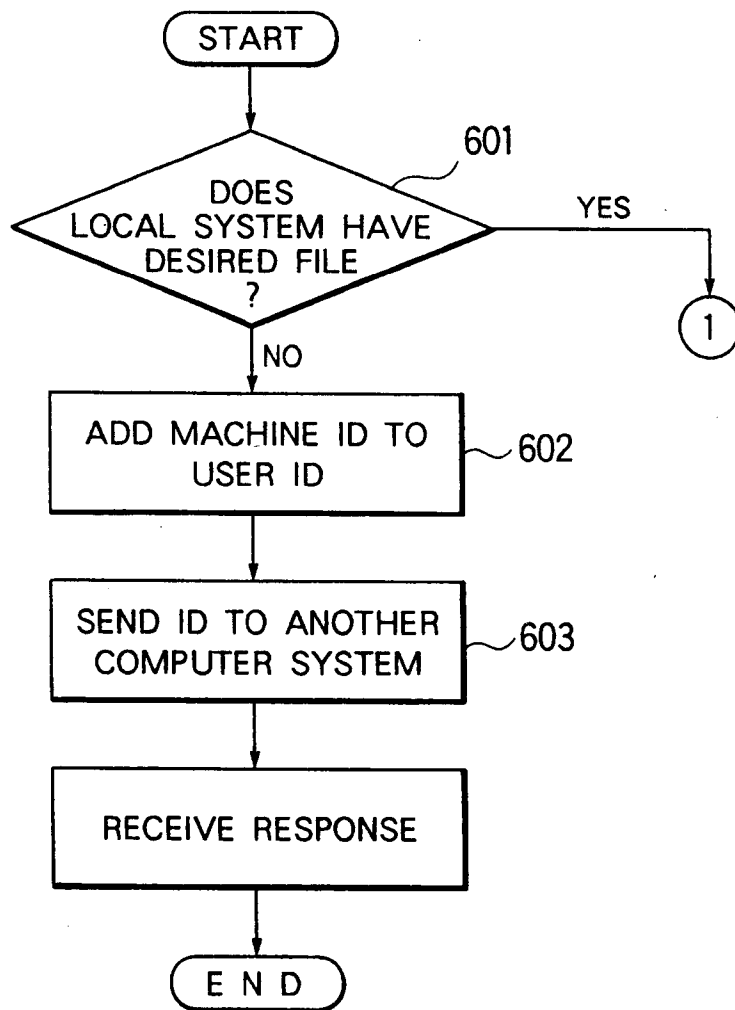 START
601
DOES
LOCAL SYSTEM HAVE
DESIRED FILE
?
YES
1
NO
ADD MACHINE ID TO
USER ID
602
SEND ID TO ANOTHER
COMPUTER SYSTEM
603
RECEIVE RESPONSE
END